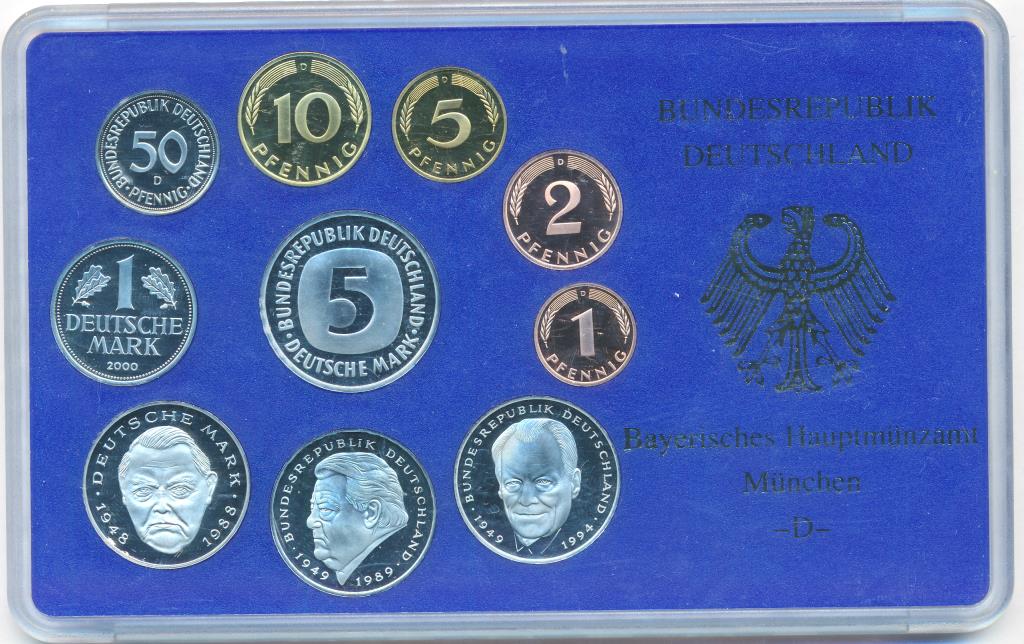 BUNDESREPUBLIK DEUTSCHLAND
50
D
PFENNIG
D
10
PFENNIG
D
5
PFENNIG
D
2
PFENNIG
D
1
PFENNIG
1
DEUTSCHE
MARK
2000
BUNDESREPUBLIK DEUTSCHLAND
5
DEUTSCHE MARK
DEUTSCHE MARK
1948 1988
BUNDESREPUBLIK DEUTSCHLAND
1949 1989
BUNDESREPUBLIK DEUTSCHLAND
1949 1994
BUNDESREPUBLIK
DEUTSCHLAND
Bayerisches Hauptmünzamt
München
–D–